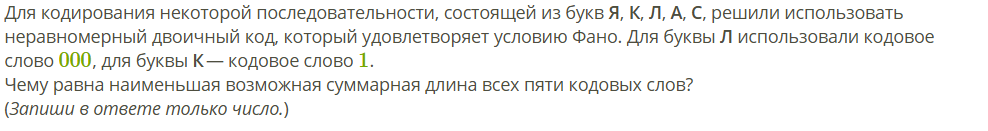 Для кодирования некоторой последовательности, состоящей из букв Я, К, Л, А, С, решили использовать
неравномерный двоичный код, который удовлетворяет условию Фано. Для буквы Л использовали кодовое
слово 000, для буквы К — кодовое слово 1.
Чему равна наименьшая возможная суммарная длина всех пяти кодовых слов?
(Запиши в ответе только число.)